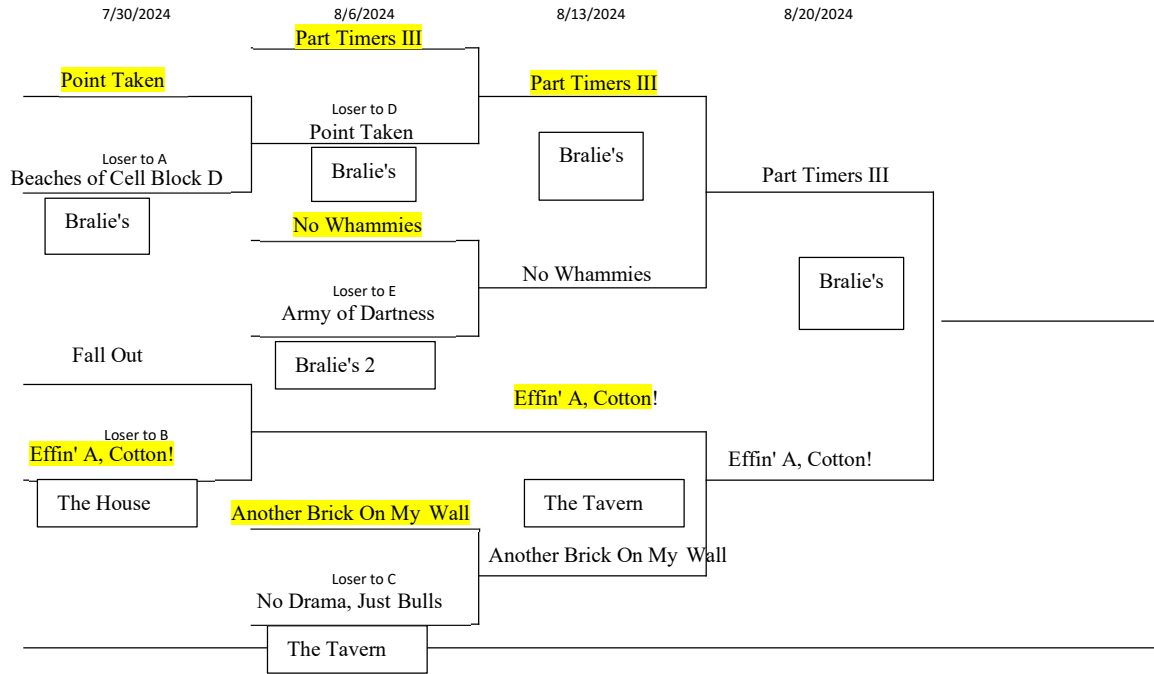 7/30/2024 8/6/2024 8/13/2024 8/20/2024
Part Timers III
Point Taken
Part Timers III
Loser to D
Point Taken
Bralie's
Loser to A
Beaches of Cell Block D
Bralie's
Part Timers III
Bralie's
No Whammies
No Whammies
Bralie's
Loser to E
Army of Dartness
Fall Out
Bralie's 2
Effin' A, Cotton!
Loser to B
Effin' A, Cotton!
Effin' A, Cotton!
The House
The Tavern
Another Brick On My Wall
Another Brick On My Wall
Loser to C
No Drama, Just Bulls
The Tavern